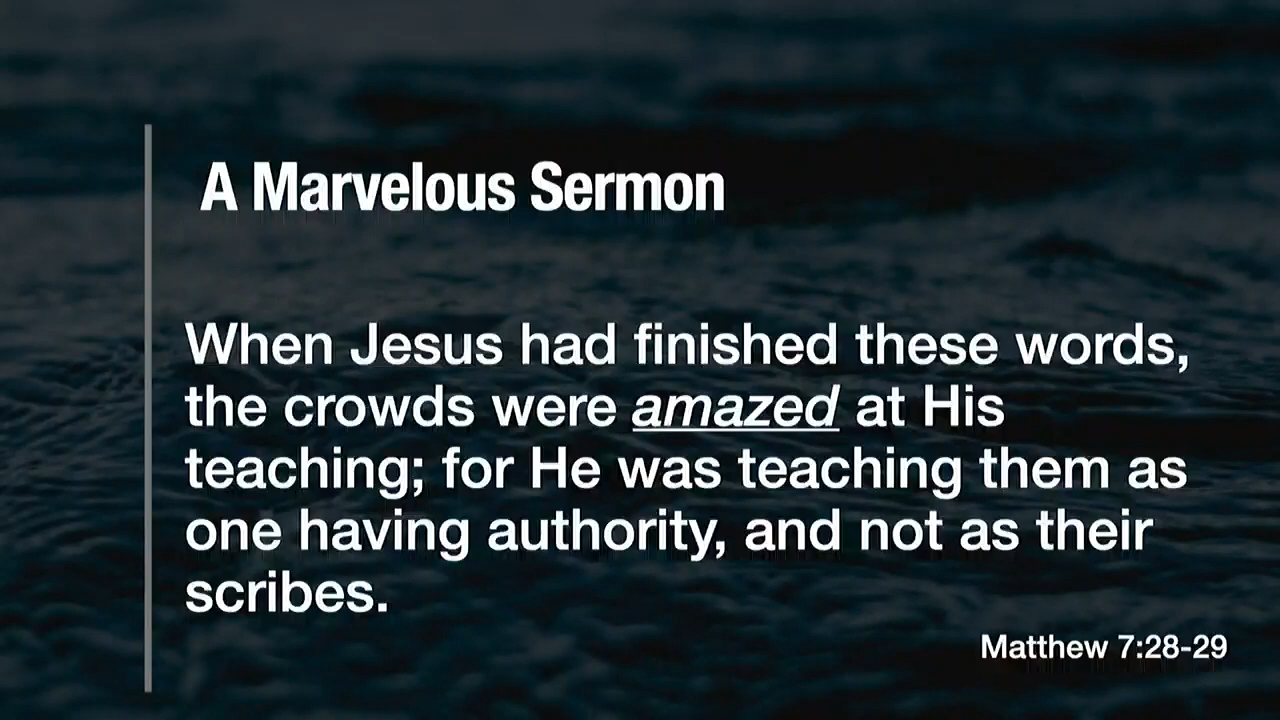 A Marvelous Sermon
When Jesus had finished these words,
the crowds were amazed at His
teaching; for He was teaching them as
one having authority, and not as their
scribes.
Matthew 7:28-29